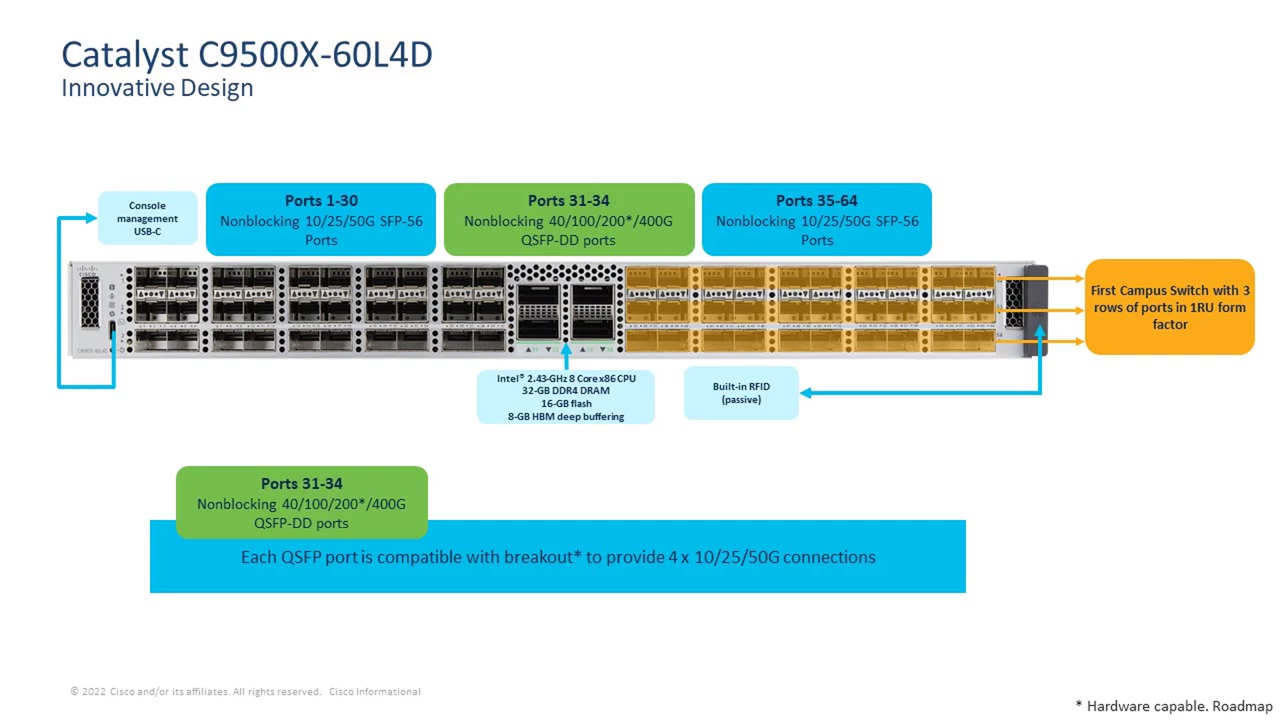 Catalyst C9500X-60L4D
Innovative Design
Console
management
USB-C
Ports 1-30
Nonblocking 10/25/50G SFP-56
Ports
Ports 31-34
Nonblocking 40/100/200*/400G
QSFP-DD ports
Ports 35-64
Nonblocking 10/25/50G SFP-56
Ports
CISCO
First Campus Switch with 3
rows of ports in 1RU form
factor
Intel® 2.43-GHz 8 Core x86 CPU
32-GB DDR4 DRAM
16-GB flash
8-GB HBM deep buffering
Built-in RFID
(passive)
Ports 31-34
Nonblocking 40/100/200*/400G
QSFP-DD ports
Each QSFP port is compatible with breakout* to provide 4 x 10/25/50G connections
© 2022 Cisco and/or its affiliates. All rights reserved. Cisco Informational
* Hardware capable. Roadmap